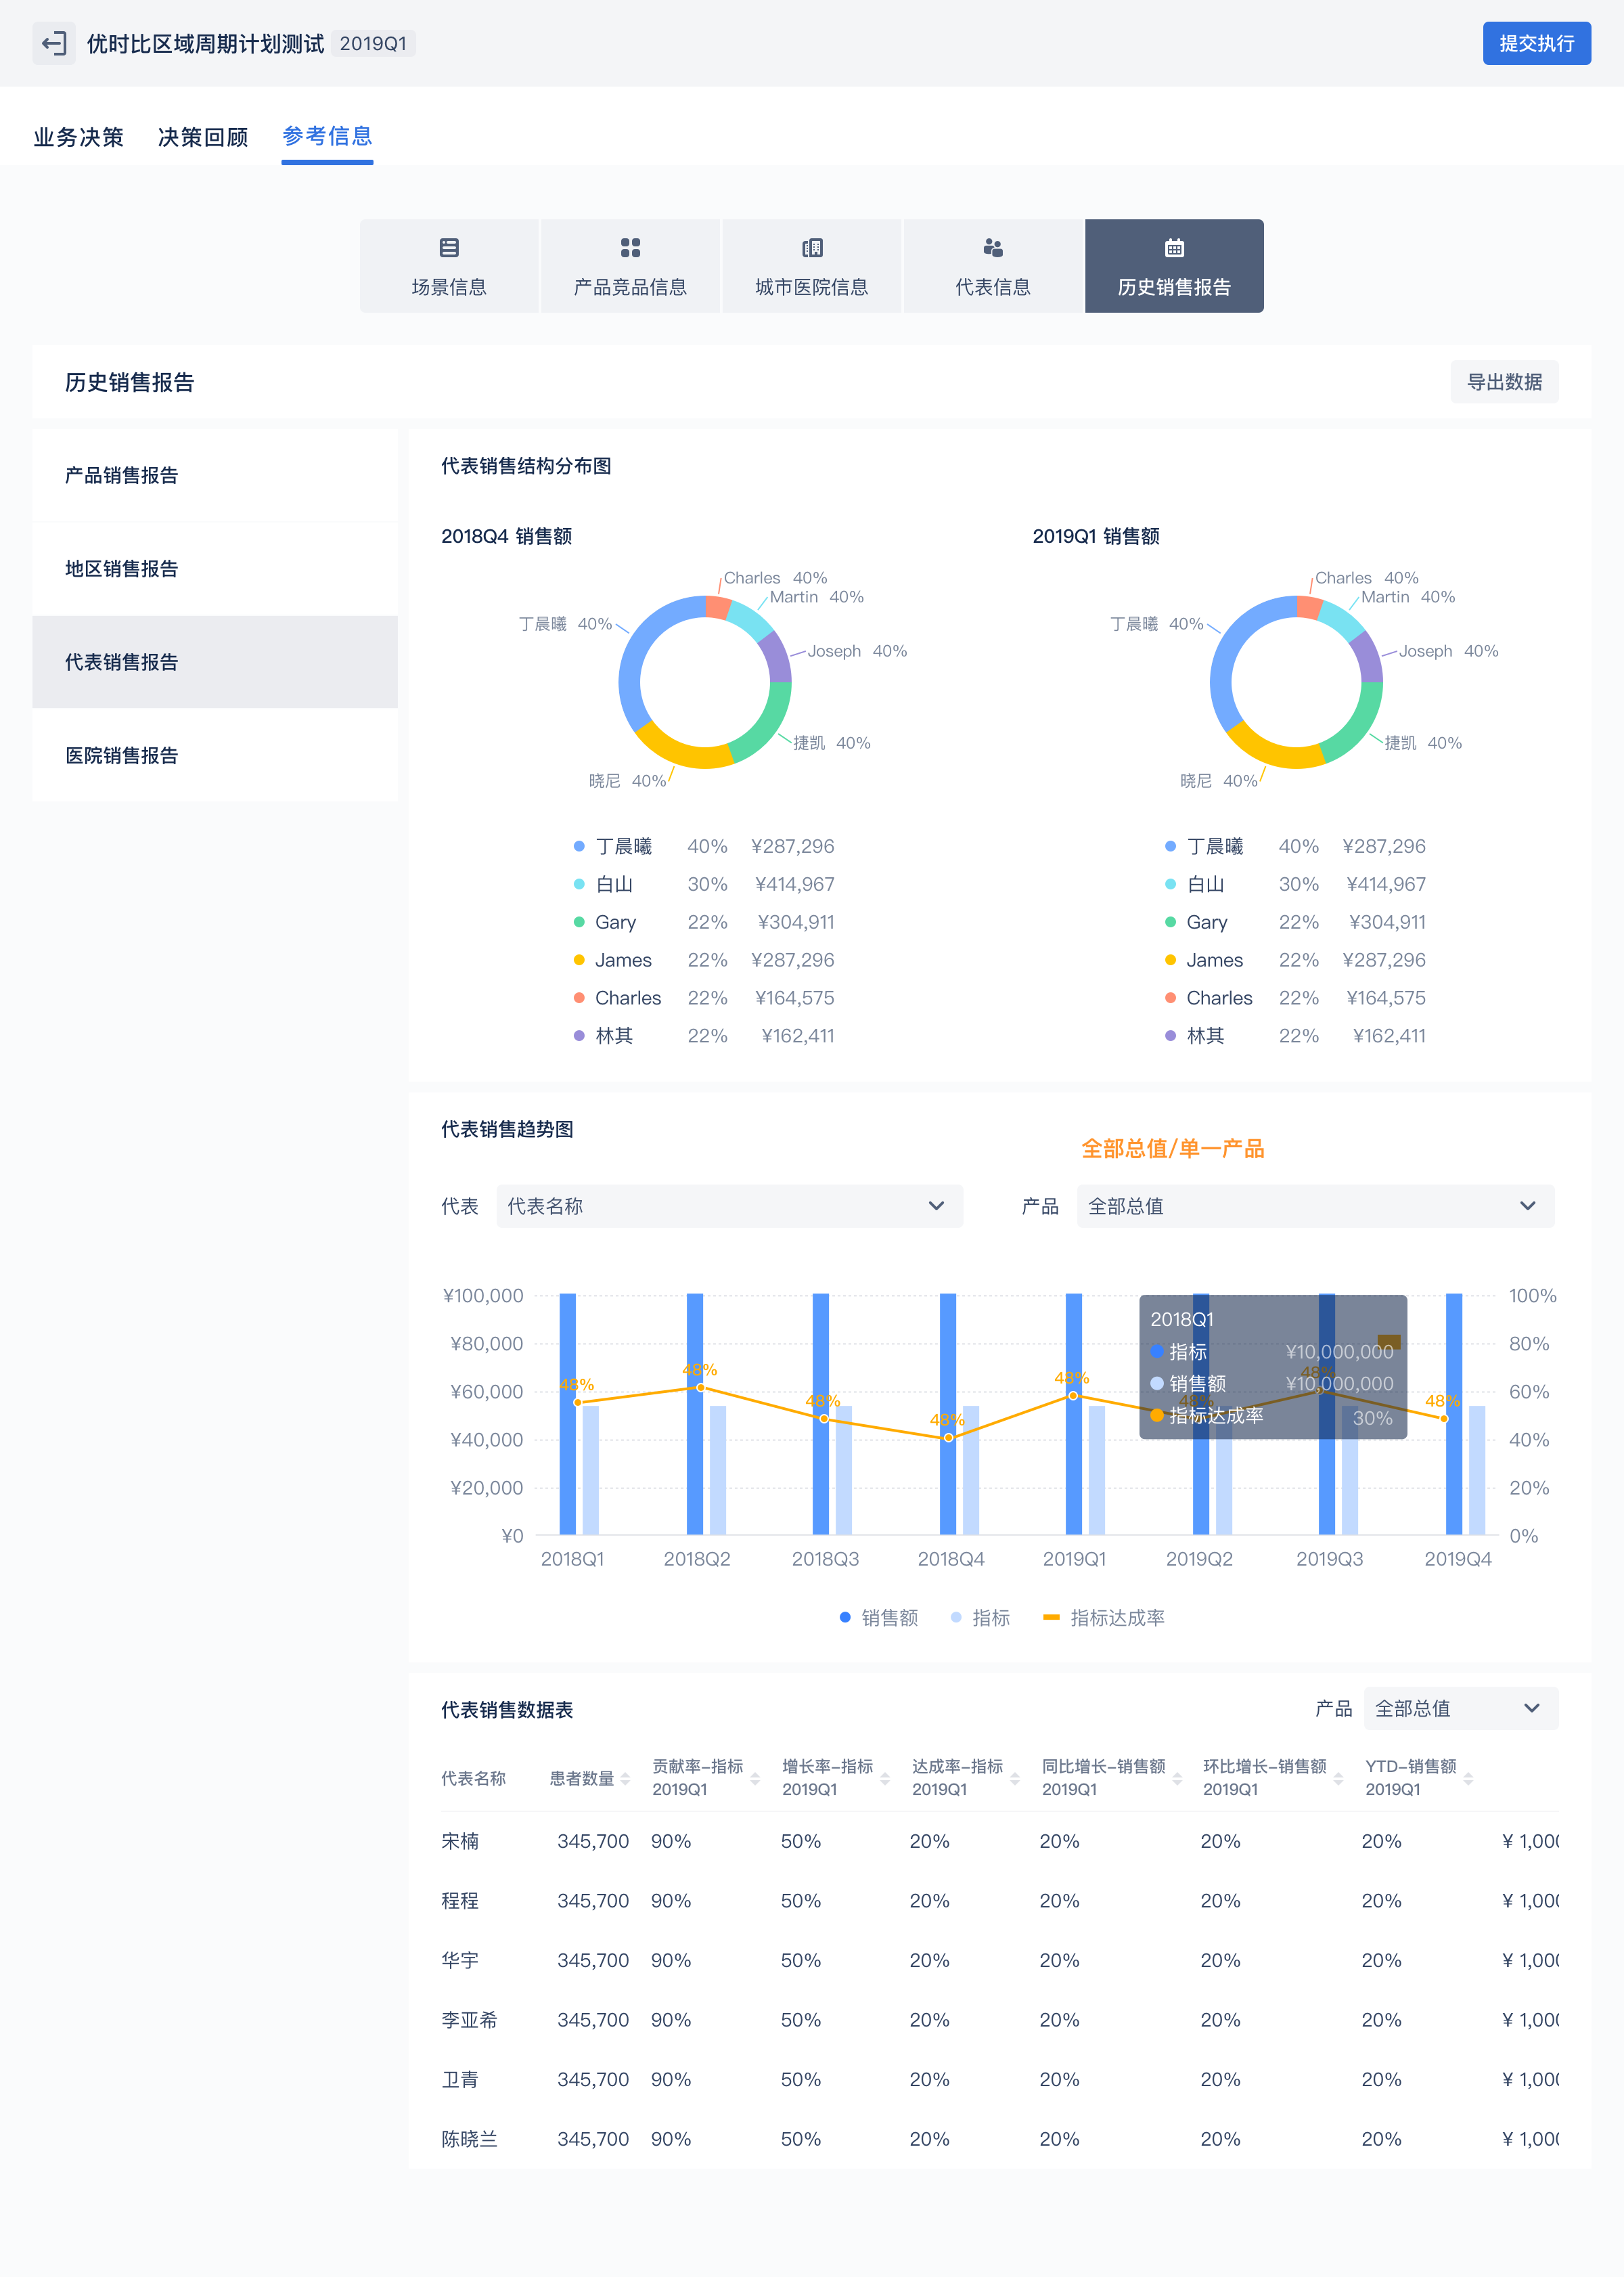 优时比区域周期计划测试 2019Q1 提交执行
业务决策 决策回顾 参考信息
场景信息 产品竞品信息 城市医院信息 代表信息 历史销售报告
历史销售报告 导出数据
产品销售报告
地区销售报告
代表销售报告
医院销售报告
代表销售结构分布图
2018Q4 销售额
Charles 40%
Martin 40%
丁晨曦 40%
Joseph 40%
捷凯 40%
晓尼 40%
丁晨曦 40% ¥287,296
白山 30% ¥414,967
Gary 22% ¥304,911
James 22% ¥287,296
Charles 22% ¥164,575
林其 22% ¥162,411
2019Q1 销售额
Charles 40%
Martin 40%
丁晨曦 40%
Joseph 40%
捷凯 40%
晓尼 40%
丁晨曦 40% ¥287,296
白山 30% ¥414,967
Gary 22% ¥304,911
James 22% ¥287,296
Charles 22% ¥164,575
林其 22% ¥162,411
代表销售趋势图
全部总值/单一产品
代表 代表名称 产品 全部总值
¥100,000 100%
¥80,000 80%
¥60,000 60%
¥40,000 40%
¥20,000 20%
¥0 0%
48% 48% 48% 48% 48% 48% 48% 48%
2018Q1
指标 ¥10,000,000
销售额 ¥10,000,000
指标达成率 30%
2018Q1 2018Q2 2018Q3 2018Q4 2019Q1 2019Q2 2019Q3 2019Q4
销售额 指标 指标达成率
代表销售数据表 产品 全部总值
代表名称 患者数量 贡献率-指标 2019Q1 增长率-指标 2019Q1 达成率-指标 2019Q1 同比增长-销售额 2019Q1 环比增长-销售额 2019Q1 YTD-销售额 2019Q1
宋楠 345,700 90% 50% 20% 20% 20% 20% ¥ 1,000
程程 345,700 90% 50% 20% 20% 20% 20% ¥ 1,000
华宇 345,700 90% 50% 20% 20% 20% 20% ¥ 1,000
李亚希 345,700 90% 50% 20% 20% 20% 20% ¥ 1,000
卫青 345,700 90% 50% 20% 20% 20% 20% ¥ 1,000
陈晓兰 345,700 90% 50% 20% 20% 20% 20% ¥ 1,000